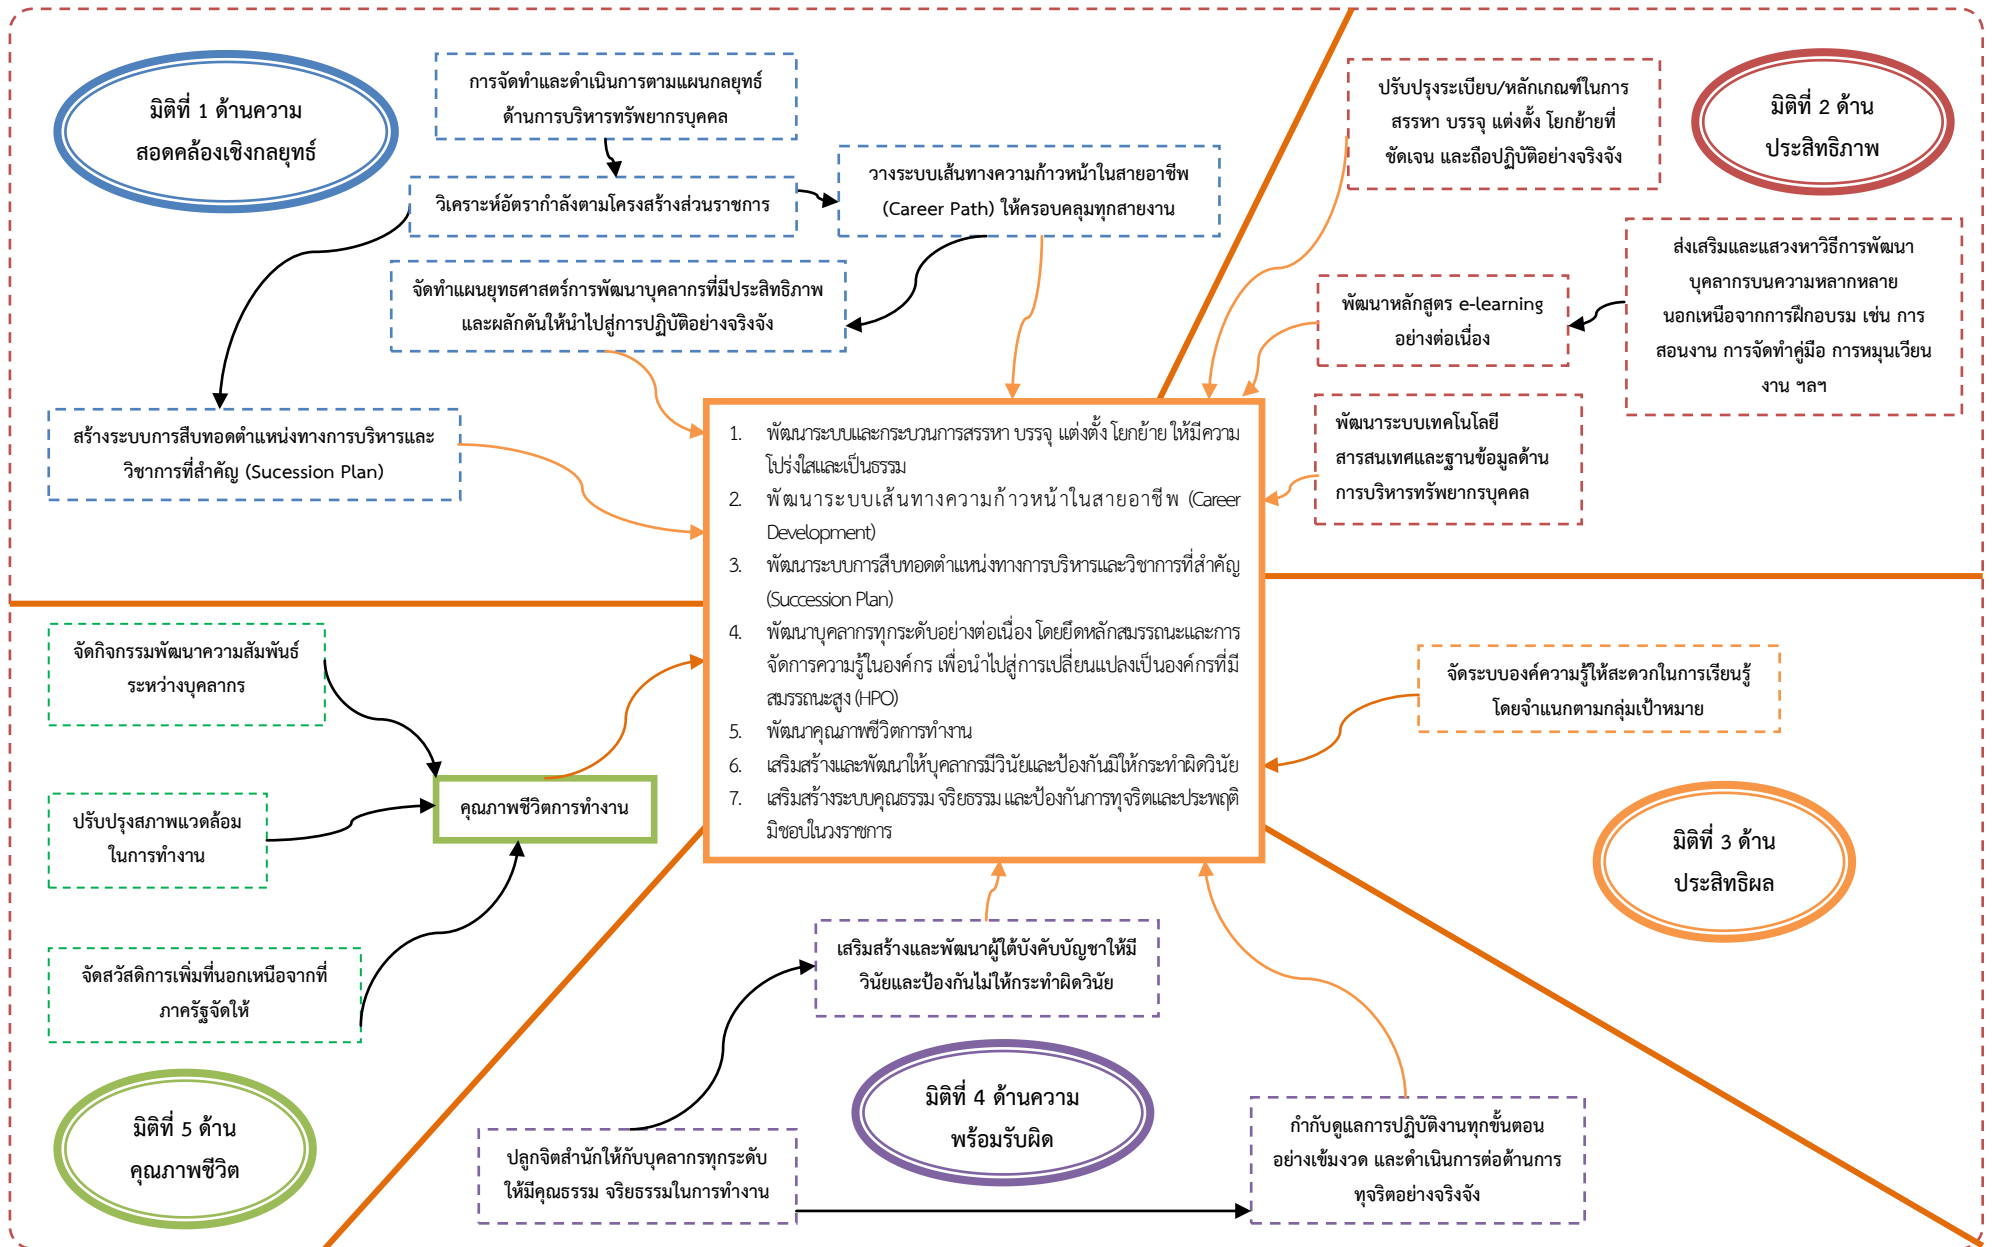 มิติที่ 1 ด้านความ
สอดคล้องเชิงกลยุทธ์
การจัดทำและดำเนินการตามแผนกลยุทธ์
ด้านการบริหารทรัพยากรบุคคล
วิเคราะห์อัตรากำลังตามโครงสร้างส่วนราชการ
วางระบบเส้นทางความก้าวหน้าในสายอาชีพ
(Career Path) ให้ครอบคลุมทุกสายงาน
จัดทำแผนยุทธศาสตร์การพัฒนาบุคลากรที่มีประสิทธิภาพ
และผลักดันให้นำไปสู่การปฏิบัติอย่างจริงจัง
สร้างระบบการสืบทอดตำแหน่งทางการบริหารและ
วิชาการที่สำคัญ (Sucession Plan)
ปรับปรุงระเบียบ/หลักเกณฑ์ในการ
สรรหา บรรจุ แต่งตั้ง โยกย้ายที่
ชัดเจน และถือปฏิบัติอย่างจริงจัง
มิติที่ 2 ด้าน
ประสิทธิภาพ
ส่งเสริมและแสวงหาวิธีการพัฒนา
บุคลากรบนความหลากหลาย
นอกเหนือจากการฝึกอบรม เช่น การ
สอนงาน การจัดทำคู่มือ การหมุนเวียน
งาน ฯลฯ
พัฒนาหลักสูตร e-learning
อย่างต่อเนื่อง
พัฒนาระบบเทคโนโลยี
สารสนเทศและฐานข้อมูลด้าน
การบริหารทรัพยากรบุคคล
1. พัฒนาระบบและกระบวนการสรรหา บรรจุ แต่งตั้ง โยกย้าย ให้มีความ
โปร่งใสและเป็นธรรม
2. พัฒนาระบบเส้นทางความก้าวหน้าในสายอาชีพ (Career
Development)
3. พัฒนาระบบการสืบทอดตำแหน่งทางการบริหารและวิชาการที่สำคัญ
(Succession Plan)
4. พัฒนาบุคลากรทุกระดับอย่างต่อเนื่อง โดยยึดหลักสมรรถนะและการ
จัดการความรู้ในองค์กร เพื่อนำไปสู่การเปลี่ยนแปลงเป็นองค์กรที่มี
สมรรถนะสูง (HPO)
5. พัฒนาคุณภาพชีวิตการทำงาน
6. เสริมสร้างและพัฒนาให้บุคลากรมีวินัยและป้องกันมิให้กระทำผิดวินัย
7. เสริมสร้างระบบคุณธรรม จริยธรรม และป้องกันการทุจริตและประพฤติ
มิชอบในวงราชการ
จัดระบบองค์ความรู้ให้สะดวกในการเรียนรู้
โดยจำแนกตามกลุ่มเป้าหมาย
มิติที่ 3 ด้าน
ประสิทธิผล
จัดกิจกรรมพัฒนาความสัมพันธ์
ระหว่างบุคลากร
ปรับปรุงสภาพแวดล้อม
ในการทำงาน
คุณภาพชีวิตการทำงาน
จัดสวัสดิการเพิ่มที่นอกเหนือจากที่
ภาครัฐจัดให้
มิติที่ 5 ด้าน
คุณภาพชีวิต
เสริมสร้างและพัฒนาผู้ใต้บังคับบัญชาให้มี
วินัยและป้องกันไม่ให้กระทำผิดวินัย
มิติที่ 4 ด้านความ
พร้อมรับผิด
ปลูกจิตสำนักให้กับบุคลากรทุกระดับ
ให้มีคุณธรรม จริยธรรมในการทำงาน
กำกับดูแลการปฏิบัติงานทุกขั้นตอน
อย่างเข้มงวด และดำเนินการต่อต้านการ
ทุจริตอย่างจริงจัง